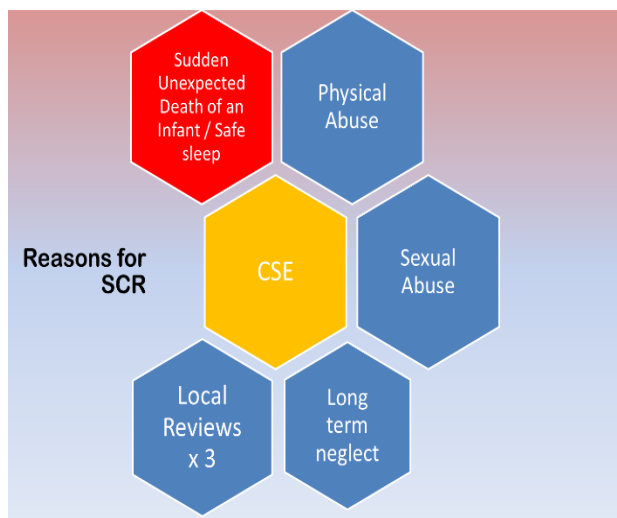 Sudden
Unexpected
Death of an
Infant / Safe
sleep
Physical
Abuse
Reasons for
SCR
CSE
Sexual
Abuse
Local
Reviews
x 3
Long
term
neglect